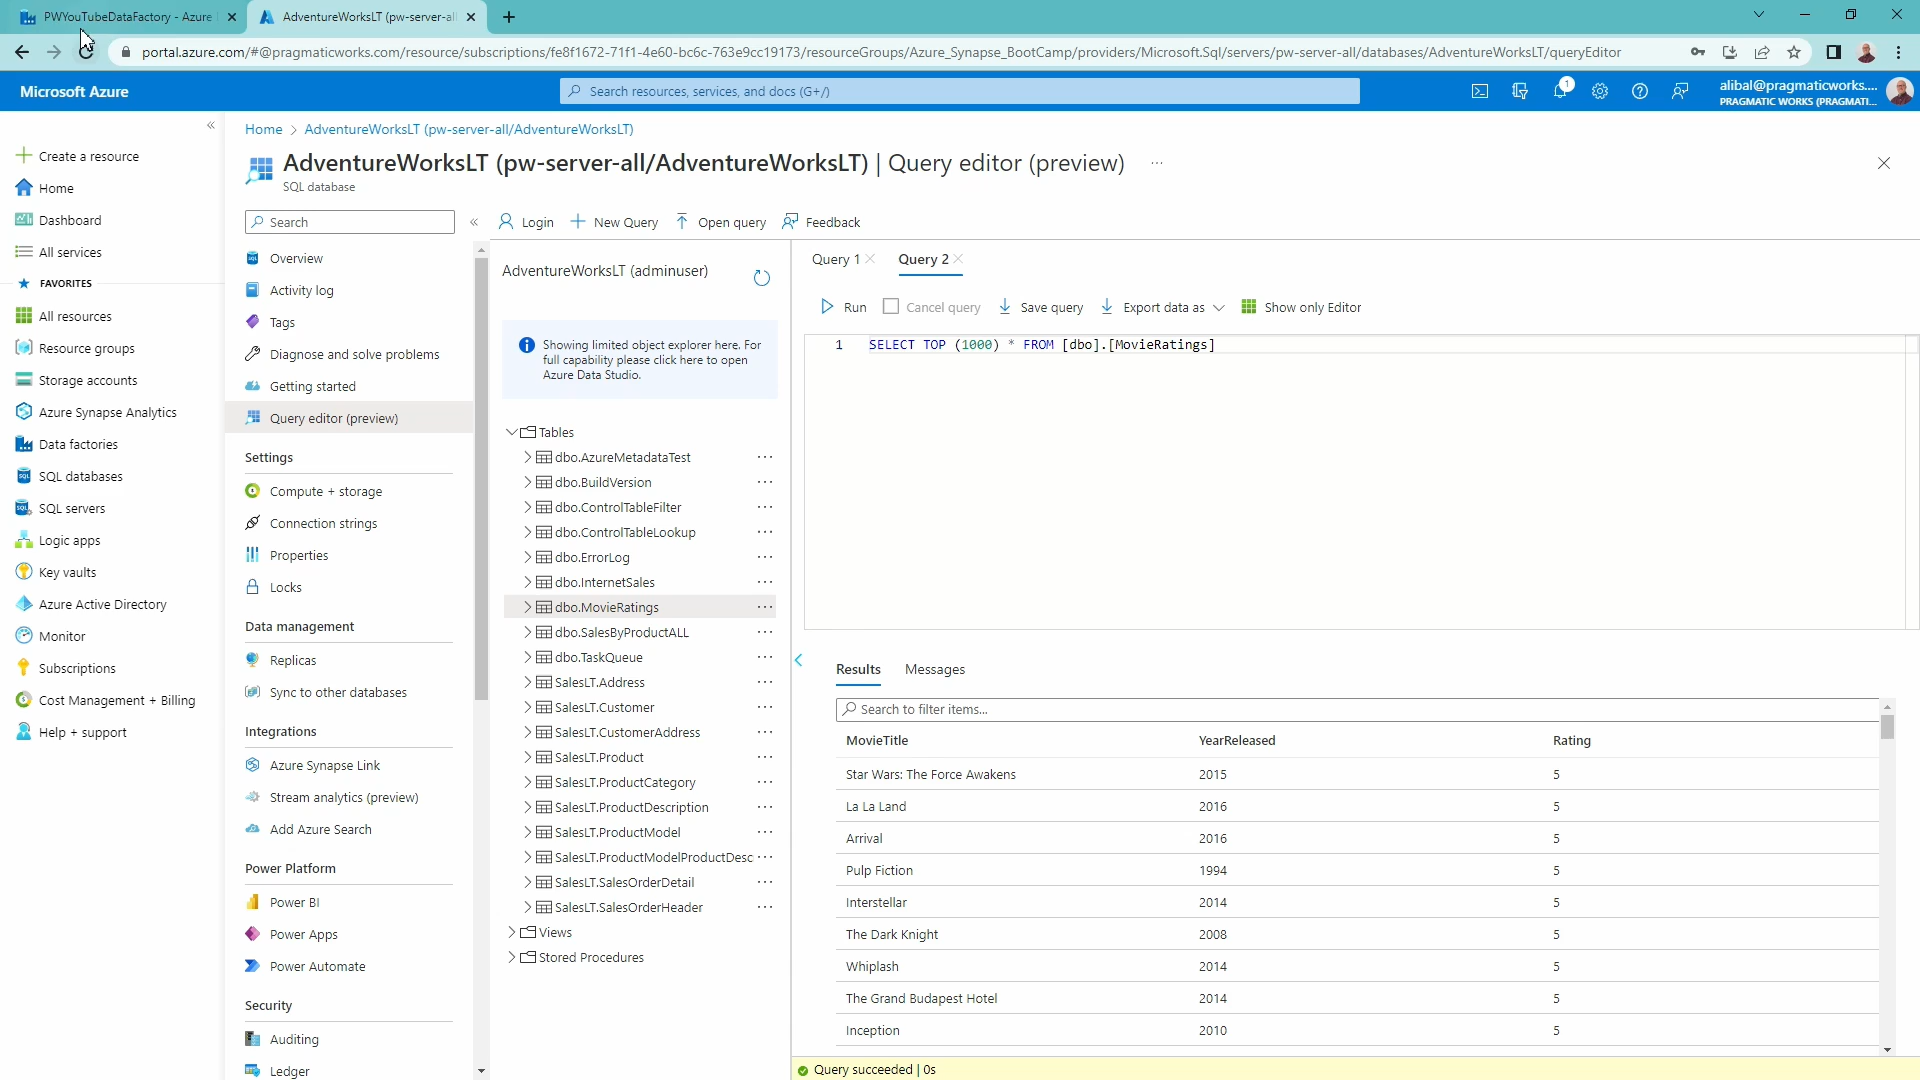 PWYouTubeDataFactory - Azure
AdventureWorksLT (pw-server-all
portal.azure.com/#@pragmaticworks.com/resource/subscriptions/fe8f1672-71f1-4e60-bc6c-763e9cc19173/resourceGroups/Azure_Synapse_BootCamp/providers/Microsoft.Sql/servers/pw-server-all/databases/AdventureWorksLT/queryEditor
Microsoft Azure
Search resources, services, and docs (G+/)
1
alibal@pragmaticworks....
PRAGMATIC WORKS (PRAGMATI...
Create a resource
Home
Dashboard
All services
FAVORITES
All resources
Resource groups
Storage accounts
Azure Synapse Analytics
Data factories
SQL databases
SQL servers
Logic apps
Key vaults
Azure Active Directory
Monitor
Subscriptions
Cost Management + Billing
Help + support
Home > AdventureWorksLT (pw-server-all/AdventureWorksLT)
AdventureWorksLT (pw-server-all/AdventureWorksLT) | Query editor (preview) ...
SQL database
Search
Overview
Activity log
Tags
Diagnose and solve problems
Getting started
Query editor (preview)
Settings
Compute + storage
Connection strings
Properties
Locks
Data management
Replicas
Sync to other databases
Integrations
Azure Synapse Link
Stream analytics (preview)
Add Azure Search
Power Platform
Power BI
Power Apps
Power Automate
Security
Auditing
Ledger
Login
New Query
Open query
Feedback
AdventureWorksLT (adminuser)
Showing limited object explorer here. For
full capability please click here to open
Azure Data Studio.
Tables
dbo.AzureMetadataTest
dbo.BuildVersion
dbo.ControlTableFilter
dbo.ControlTableLookup
dbo.ErrorLog
dbo.InternetSales
dbo.MovieRatings
dbo.SalesByProductALL
dbo.TaskQueue
SalesLT.Address
SalesLT.Customer
SalesLT.CustomerAddress
SalesLT.Product
SalesLT.ProductCategory
SalesLT.ProductDescription
SalesLT.ProductModel
SalesLT.ProductModelProductDesc
SalesLT.SalesOrderDetail
SalesLT.SalesOrderHeader
Views
Stored Procedures
Query 1
Query 2
Run
Cancel query
Save query
Export data as
Show only Editor
1 SELECT TOP (1000) * FROM [dbo].[MovieRatings]
Results
Messages
Search to filter items...
MovieTitle YearReleased Rating
Star Wars: The Force Awakens 2015 5
La La Land 2016 5
Arrival 2016 5
Pulp Fiction 1994 5
Interstellar 2014 5
The Dark Knight 2008 5
Whiplash 2014 5
The Grand Budapest Hotel 2014 5
Inception 2010 5
Query succeeded | 0s